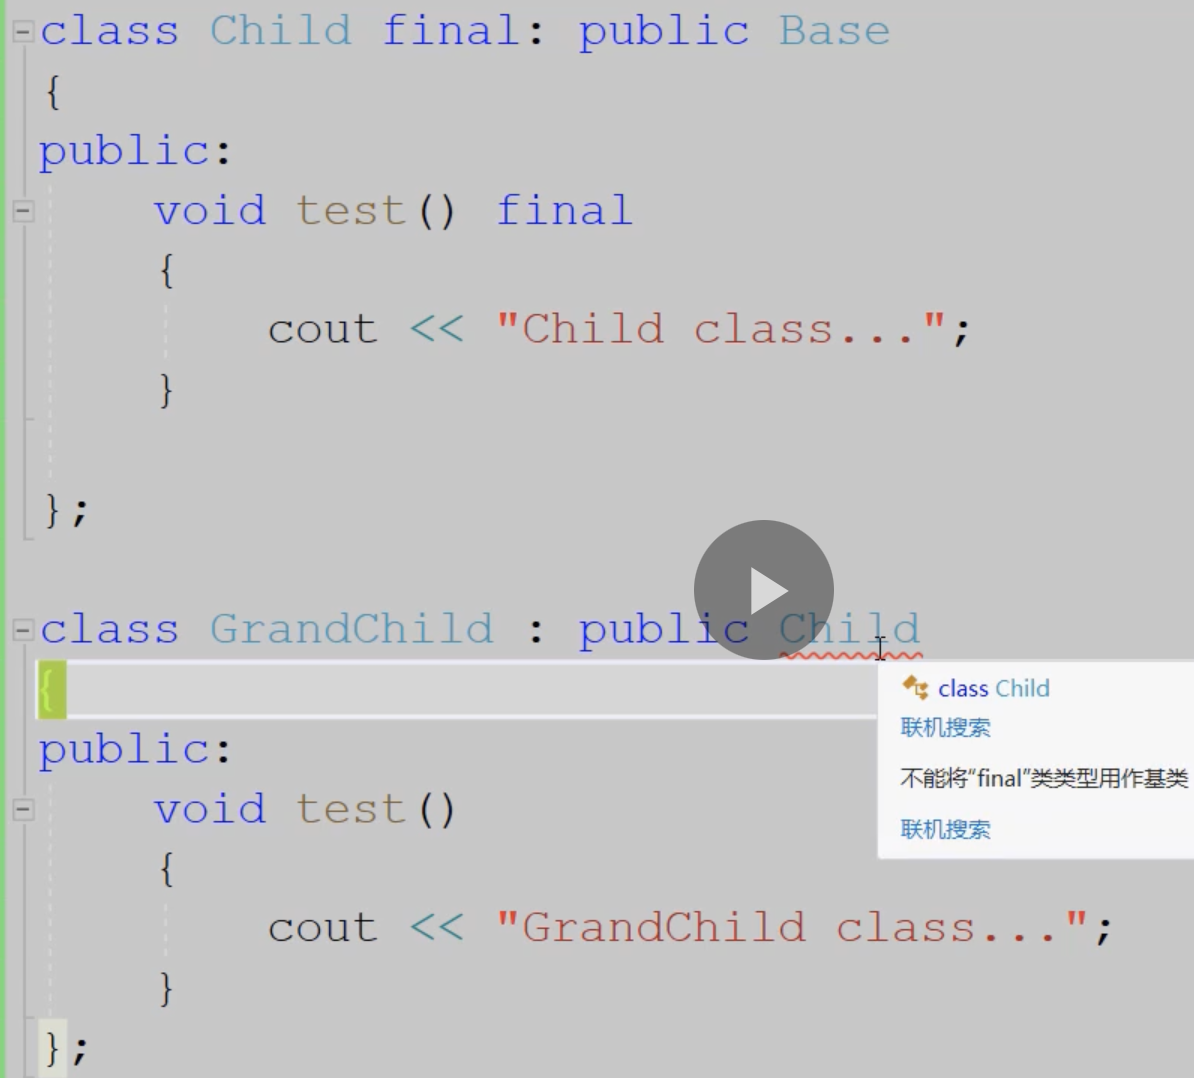 class Child final: public Base
{
public:
void test() final
{
cout << "Child class...";
}
};
class GrandChild : public Child
{
class Child
联机搜索
public:
不能将“final”类类型用作基类
void test()
联机搜索
{
cout << "GrandChild class...";
}
};